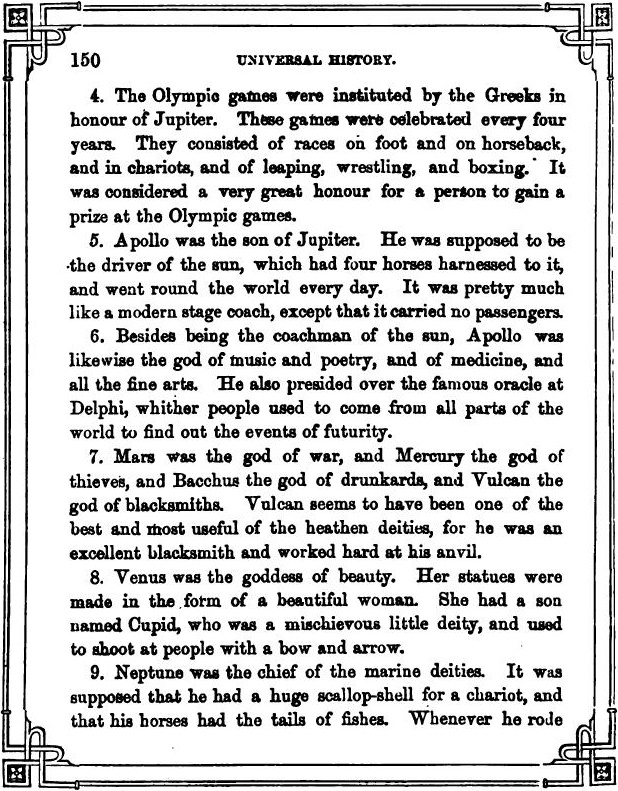 150 UNIVERSAL HISTORY.
4. The Olympic games were instituted by the Greeks in
honour of Jupiter. These games were celebrated every four
years. They consisted of races on foot and on horseback,
and in chariots, and of leaping, wrestling, and boxing. It
was considered a very great honour for a person to gain a
prize at the Olympic games.
5. Apollo was the son of Jupiter. He was supposed to be
the driver of the sun, which had four horses harnessed to it,
and went round the world every day. It was pretty much
like a modern stage coach, except that it carried no passengers.
6. Besides being the coachman of the sun, Apollo was
likewise the god of music and poetry, and of medicine, and
all the fine arts. He also presided over the famous oracle at
Delphi, whither people used to come from all parts of the
world to find out the events of futurity.
7. Mars was the god of war, and Mercury the god of
thieves, and Bacchus the god of drunkards, and Vulcan the
god of blacksmiths. Vulcan seems to have been one of the
best and most useful of the heathen deities, for he was an
excellent blacksmith and worked hard at his anvil.
8. Venus was the goddess of beauty. Her statues were
made in the form of a beautiful woman. She had a son
named Cupid, who was a mischievous little deity, and used
to shoot at people with a bow and arrow.
9. Neptune was the chief of the marine deities. It was
supposed that he had a huge scallop-shell for a chariot, and
that his horses had the tails of fishes. Whenever he rode